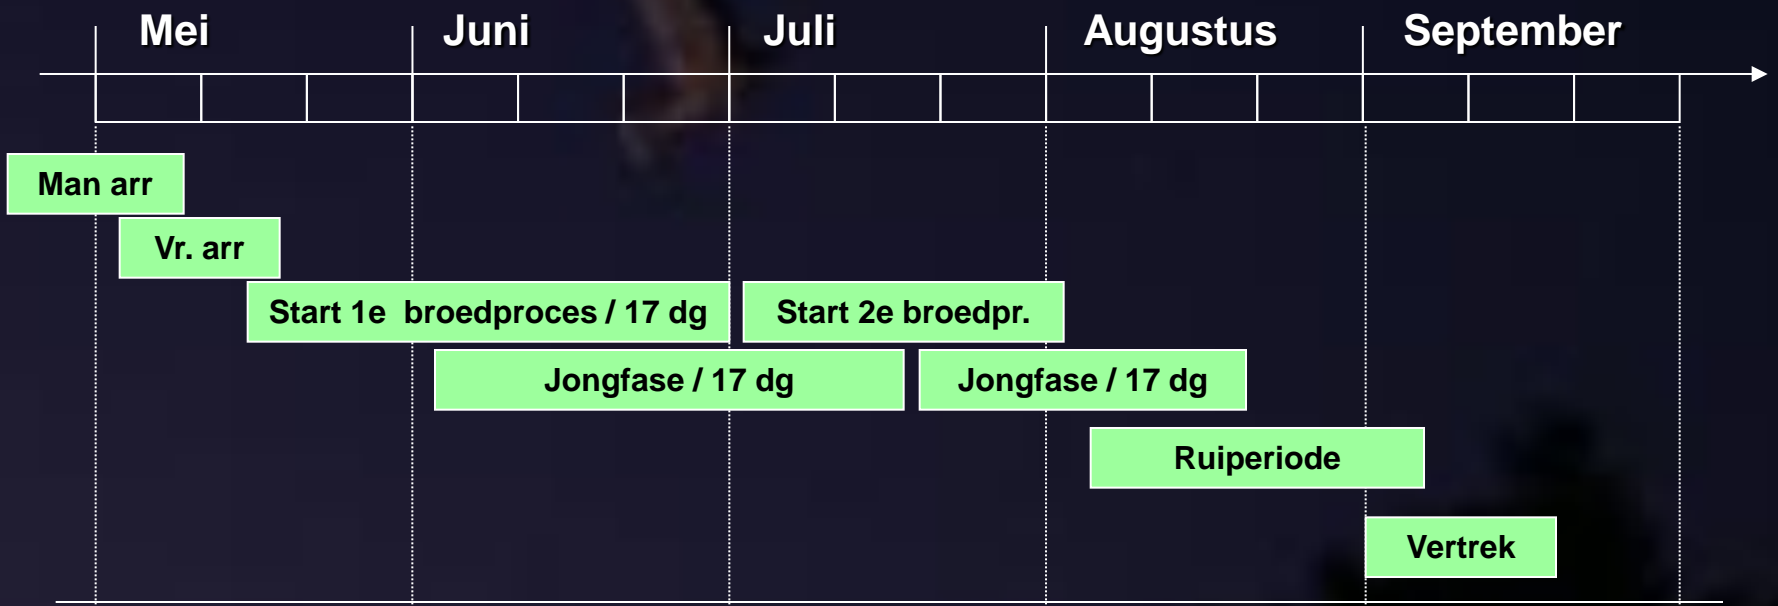 Mei Juni Juli Augustus September
Man arr
Vr. arr
Start 1e broedproces / 17 dg Start 2e broedpr.
Jongfase / 17 dg Jongfase / 17 dg
Ruiperiode
Vertrek